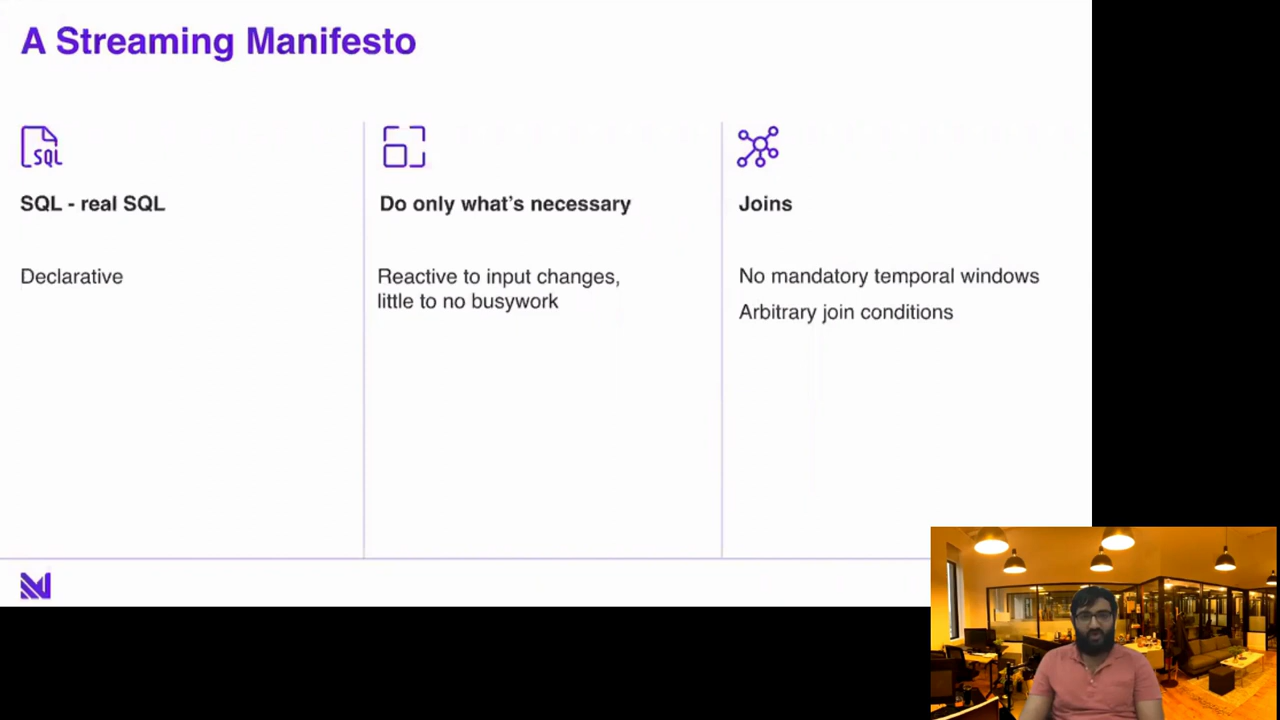 A Streaming Manifesto
SQL
SQL - real SQL
Declarative
Do only what's necessary
Reactive to input changes,
little to no busywork
Joins
No mandatory temporal windows
Arbitrary join conditions